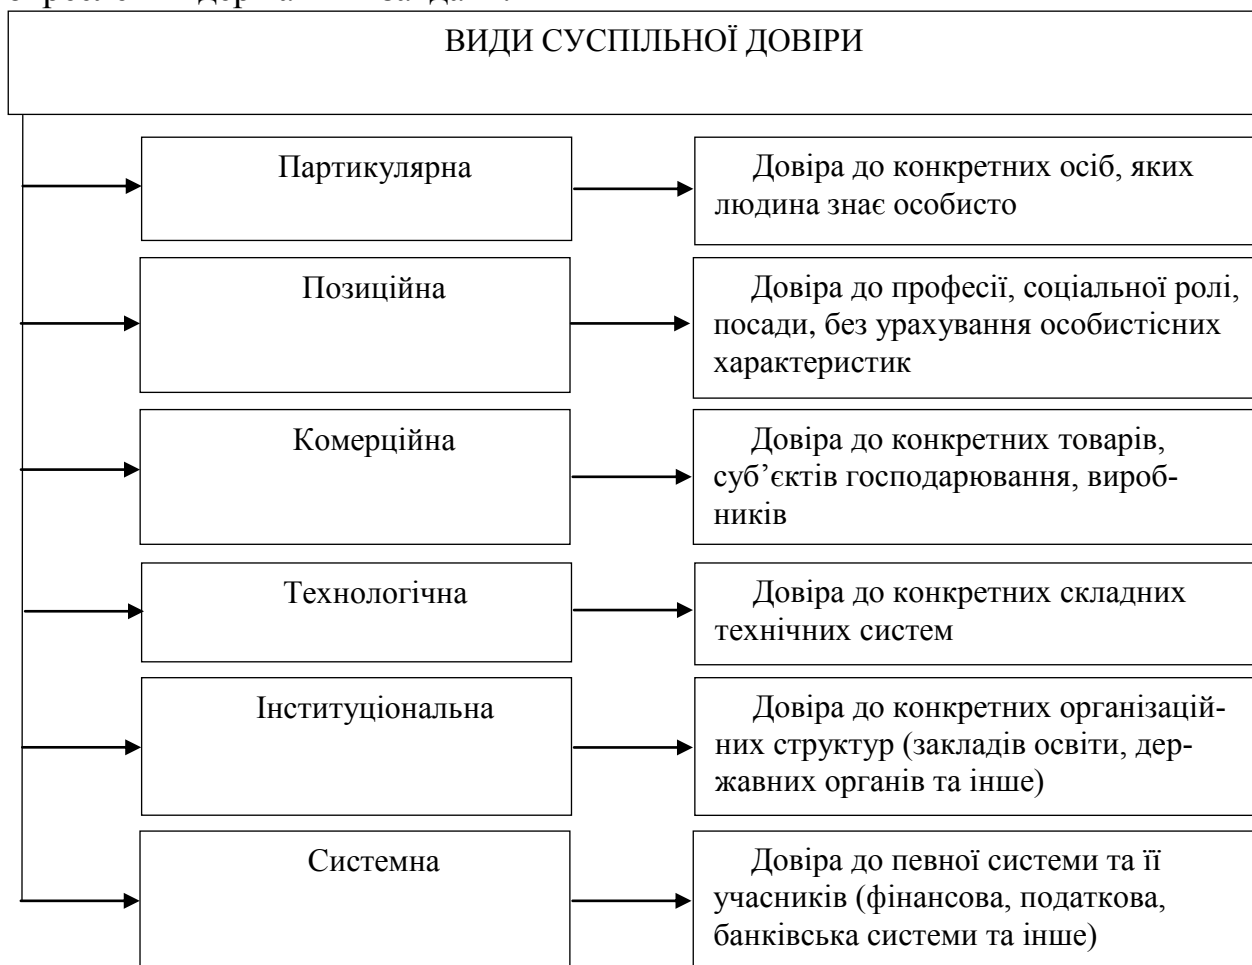 ВИДИ СУСПІЛЬНОЇ ДОВІРИ
Партикулярна
Довіра до конкретних осіб, яких
людина знає особисто
Позиційна
Довіра до професії, соціальної ролі,
посади, без урахування особистісних
характеристик
Комерційна
Довіра до конкретних товарів,
суб’єктів господарювання, вироб-
ників
Технологічна
Довіра до конкретних складних
технічних систем
Інституціональна
Довіра до конкретних організацій-
них структур (закладів освіти, дер-
жавних органів та інше)
Системна
Довіра до певної системи та її
учасників (фінансова, податкова,
банківська системи та інше)